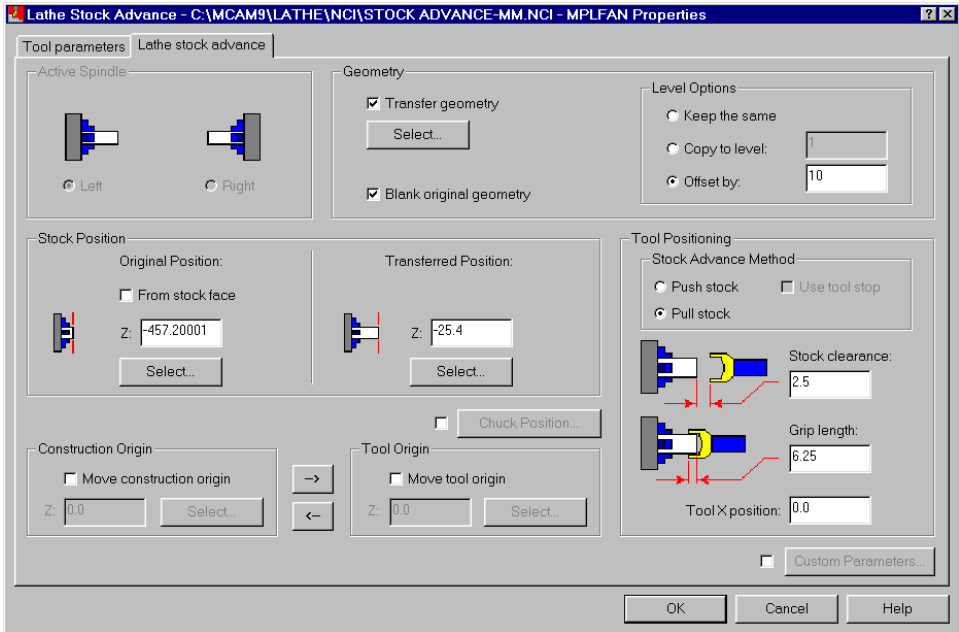 Lathe Stock Advance - C:\MCAM9\LATHE\NCI\STOCK ADVANCE-MM.NCI - MPLFAN Properties
Tool parameters
Lathe stock advance
Active Spindle
Left
Right
Geometry
Transfer geometry
Select...
Blank original geometry
Level Options
Keep the same
Copy to level:
1
Offset by:
10
Stock Position
Original Position:
From stock face
Z:
-457.20001
Select...
Transferred Position:
Z:
-25.4
Select...
Tool Positioning
Stock Advance Method
Push stock
Use tool stop
Pull stock
Stock clearance:
2.5
Grip length:
6.25
Tool X position:
0.0
Chuck Position...
Construction Origin
Move construction origin
Z:
0.0
Select...
-->
<--
Tool Origin
Move tool origin
Z:
0.0
Select...
Custom Parameters...
OK
Cancel
Help